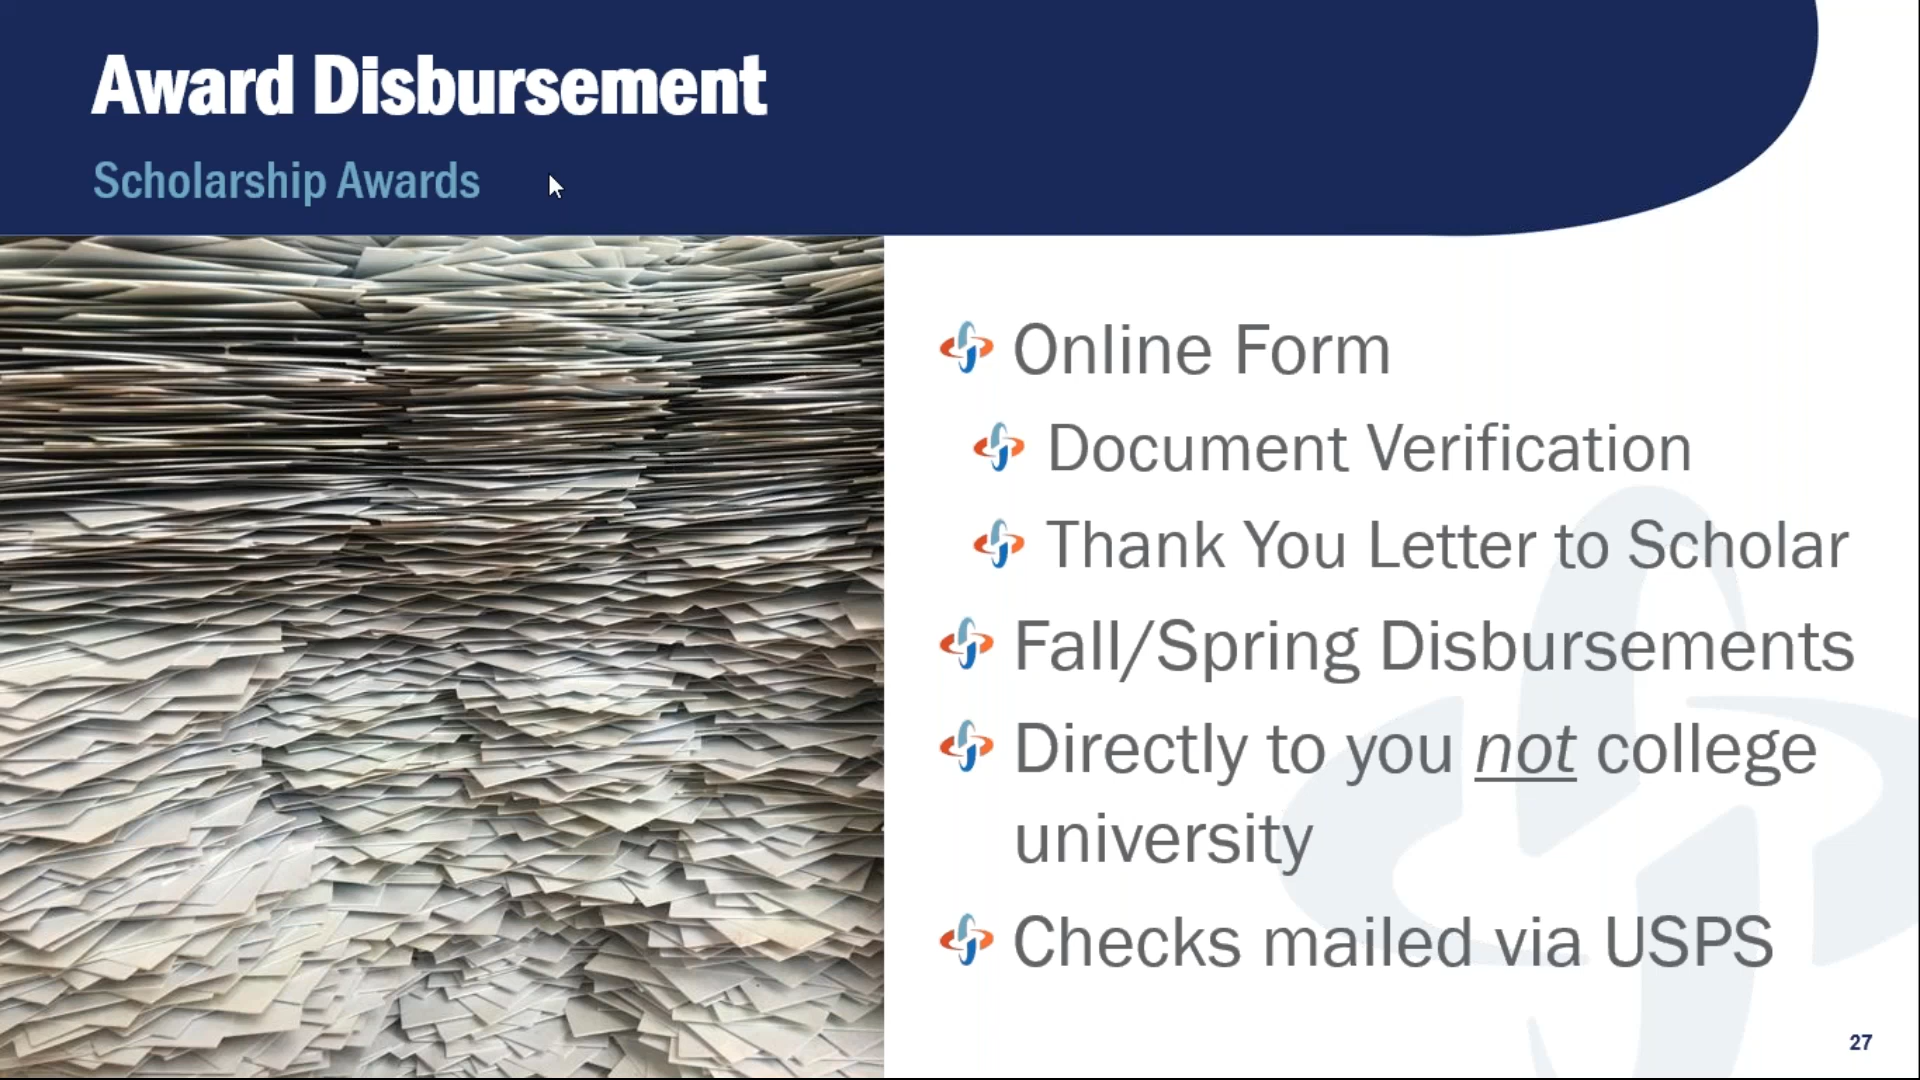 Award Disbursement
Scholarship Awards
Online Form
Document Verification
Thank You Letter to Scholar
Fall/Spring Disbursements
Directly to you not college
university
Checks mailed via USPS
27